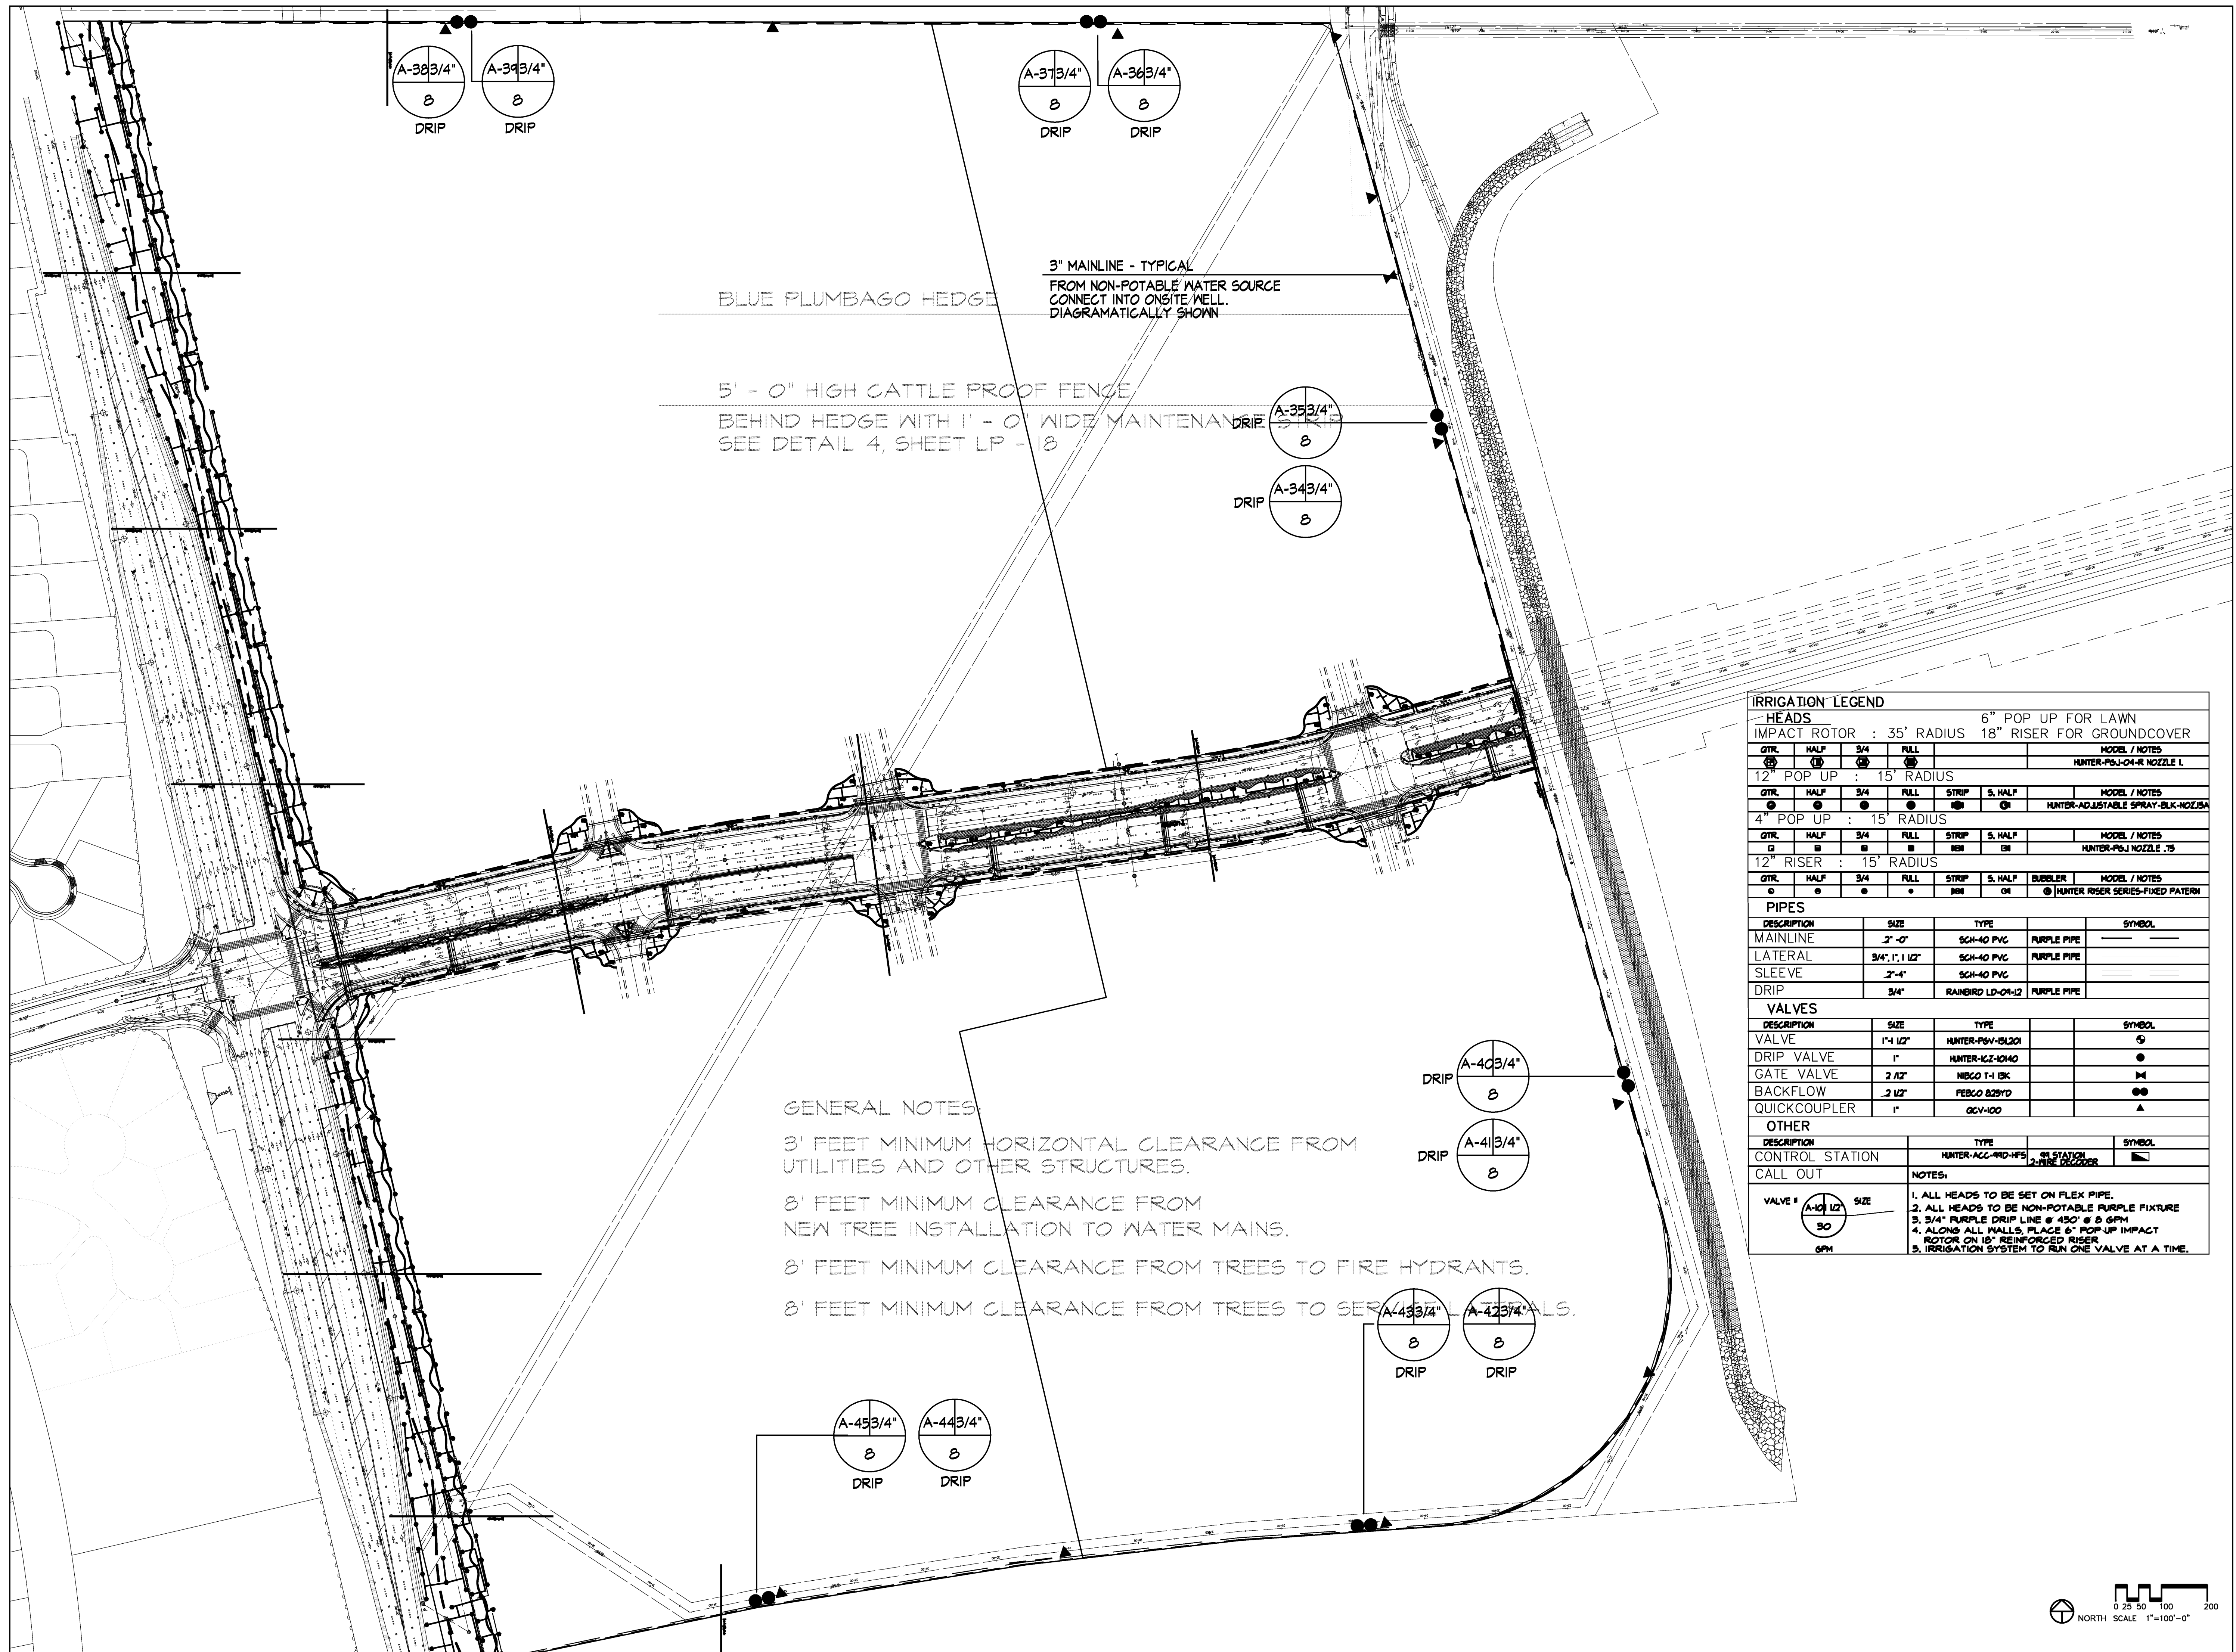 A-38 3/4"
8
DRIP
A-39 3/4"
8
DRIP
A-37 3/4"
8
DRIP
A-36 3/4"
8
DRIP
3" MAINLINE - TYPICAL
FROM NON-POTABLE WATER SOURCE
CONNECT INTO ONSITE WELL.
DIAGRAMATICALLY SHOWN
BLUE PLUMBAGO HEDGE
5' - 0" HIGH CATTLE PROOF FENCE
BEHIND HEDGE WITH 1' - 0" WIDE MAINTENANCE STRIP
SEE DETAIL 4, SHEET LP - 18
DRIP
A-35 3/4"
8
DRIP
A-34 3/4"
8
IRRIGATION LEGEND
HEADS 6" POP UP FOR LAWN
IMPACT ROTOR : 35' RADIUS 18" RISER FOR GROUNDCOVER
QTR. HALF 3/4 FULL MODEL / NOTES
HUNTER-PGJ-04-R NOZZLE 1.
12" POP UP : 15' RADIUS
QTR. HALF 3/4 FULL STRIP S. HALF MODEL / NOTES
HUNTER-ADJUSTABLE SPRAY-BLK-NOZ.15A
4" POP UP : 15' RADIUS
QTR. HALF 3/4 FULL STRIP S. HALF MODEL / NOTES
HUNTER-PGJ NOZZLE .75
12" RISER : 15' RADIUS
QTR. HALF 3/4 FULL STRIP S. HALF BUBBLER MODEL / NOTES
HUNTER RISER SERIES-FIXED PATERN
PIPES
DESCRIPTION SIZE TYPE SYMBOL
MAINLINE 2" -0" SCH-40 PVC PURPLE PIPE
LATERAL 3/4", 1", 1 1/2" SCH-40 PVC PURPLE PIPE
SLEEVE 2"-4" SCH-40 PVC
DRIP 3/4" RAINBIRD LD-09-12 PURPLE PIPE
VALVES
DESCRIPTION SIZE TYPE SYMBOL
VALVE 1"-1 1/2" HUNTER-PGV-151,201
DRIP VALVE 1" HUNTER-ICZ-10140
GATE VALVE 2 /12" NIBCO T-113K
BACKFLOW 2 1/2" FEBCO 825YD
QUICKCOUPLER 1" QCV-100
OTHER
DESCRIPTION TYPE SYMBOL
CONTROL STATION HUNTER-ACC-99D-HFS 99 STATION
2-WIRE DECODER
CALL OUT NOTES:
VALVE # A-10 1 1/2" SIZE
30
GPM
1. ALL HEADS TO BE SET ON FLEX PIPE.
2. ALL HEADS TO BE NON-POTABLE PURPLE FIXTURE
3. 3/4" PURPLE DRIP LINE @ 450' @ 8 GPM
4. ALONG ALL WALLS, PLACE 6" POP-UP IMPACT
ROTOR ON 18" REINFORCED RISER
5. IRRIGATION SYSTEM TO RUN ONE VALVE AT A TIME.
DRIP
A-40 3/4"
8
DRIP
A-41 3/4"
8
GENERAL NOTES:
3' FEET MINIMUM HORIZONTAL CLEARANCE FROM
UTILITIES AND OTHER STRUCTURES.
8' FEET MINIMUM CLEARANCE FROM
NEW TREE INSTALLATION TO WATER MAINS.
8' FEET MINIMUM CLEARANCE FROM TREES TO FIRE HYDRANTS.
8' FEET MINIMUM CLEARANCE FROM TREES TO SERVICE LATERALS.
A-43 3/4"
8
DRIP
A-42 3/4"
8
DRIP
A-45 3/4"
8
DRIP
A-44 3/4"
8
DRIP
0 25 50 100 200
NORTH SCALE 1"=100'-0"